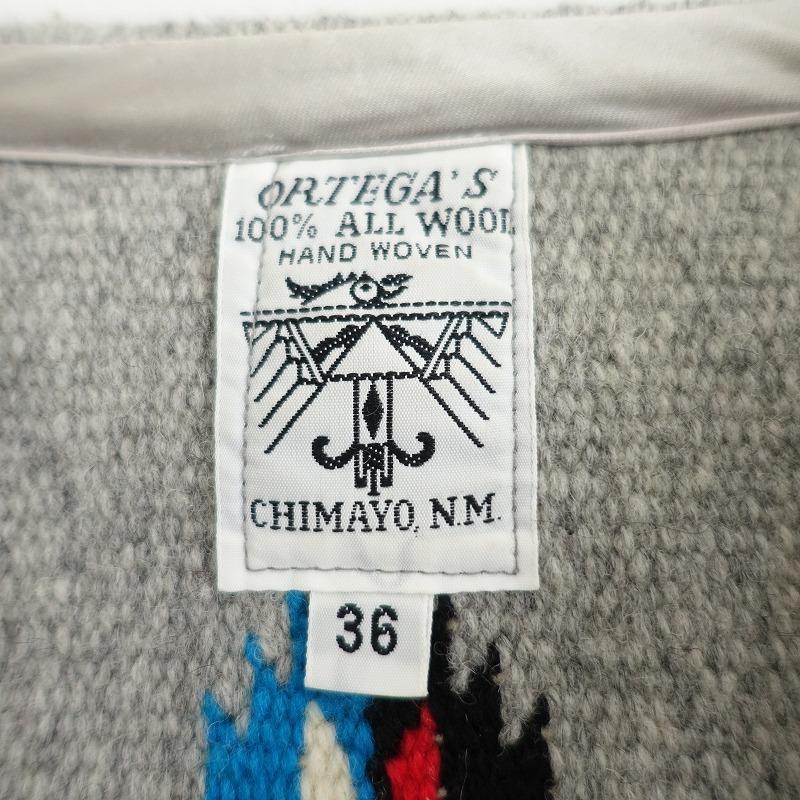 ORTEGA'S
100% ALL WOOL
HAND WOVEN
CHIMAYO, N.M.
36